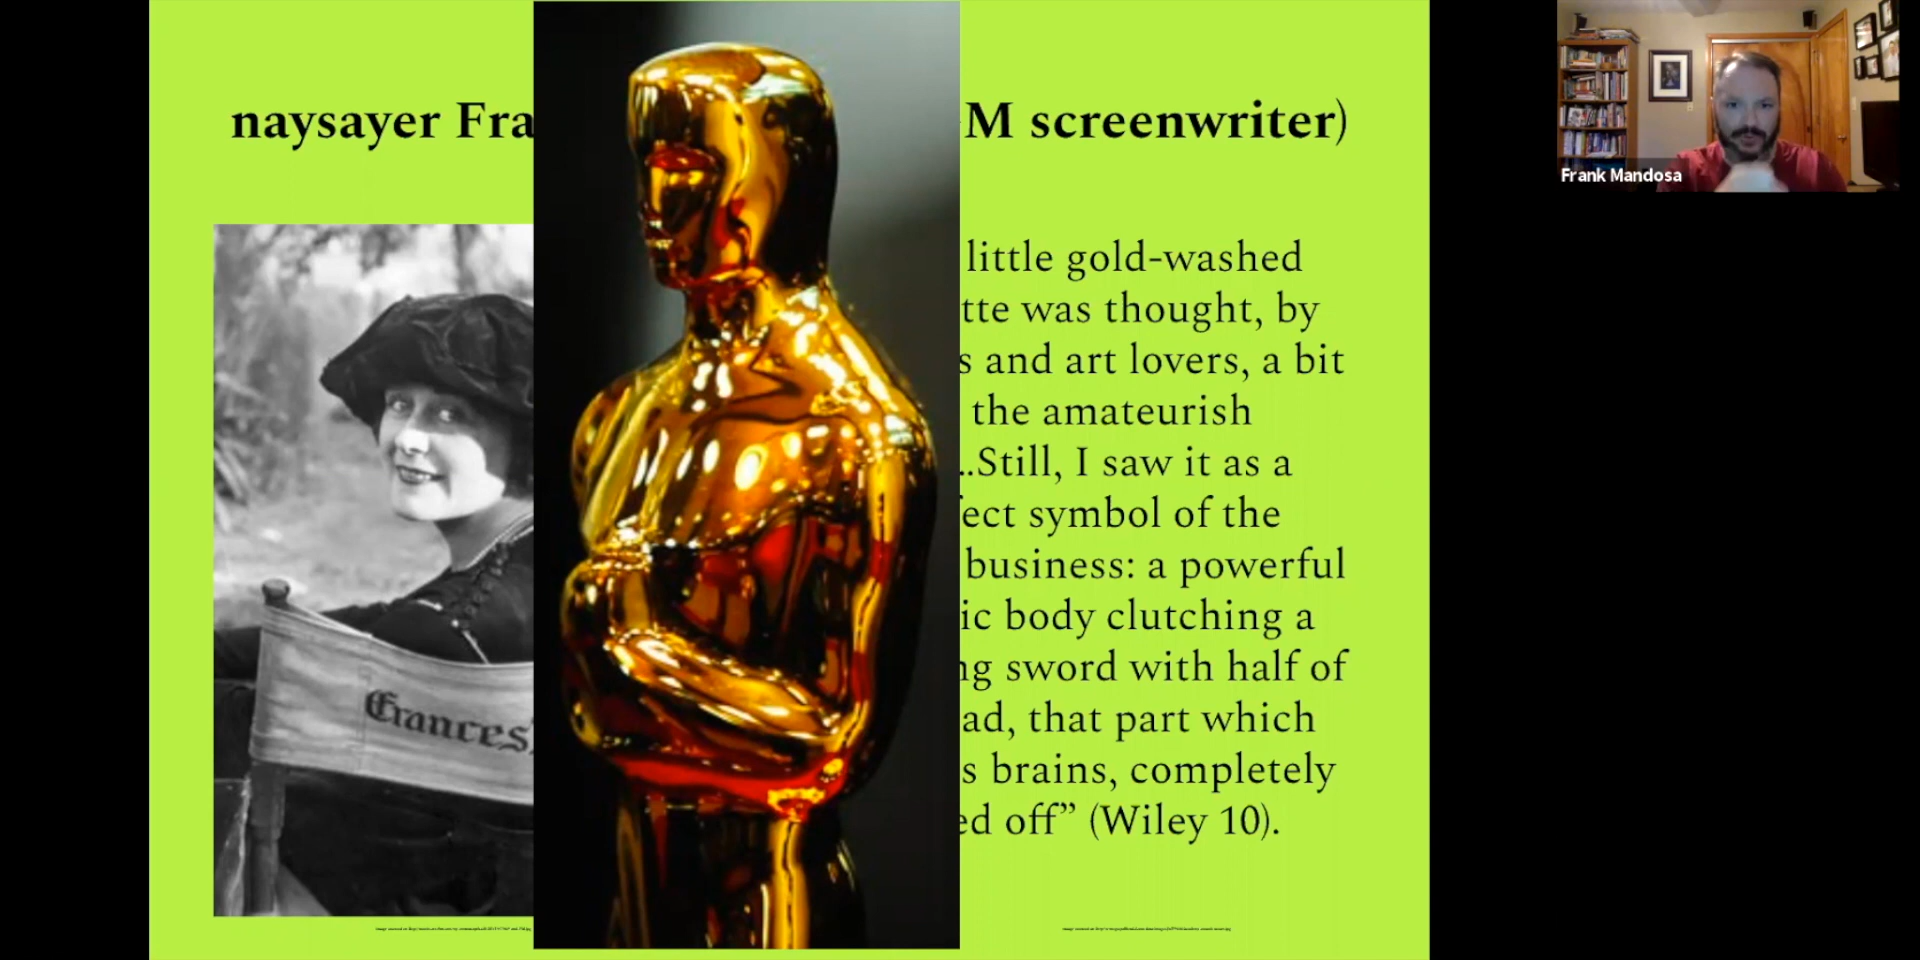 naysayer Fra
M screenwriter)
little gold-washed
tte was thought, by
s and art lovers, a bit
the amateurish
..Still, I saw it as a
ect symbol of the
business: a powerful
ic body clutching a
ng sword with half of
ad, that part which
s brains, completely
ed off” (Wiley 10).
Frances
Frank Mandosa